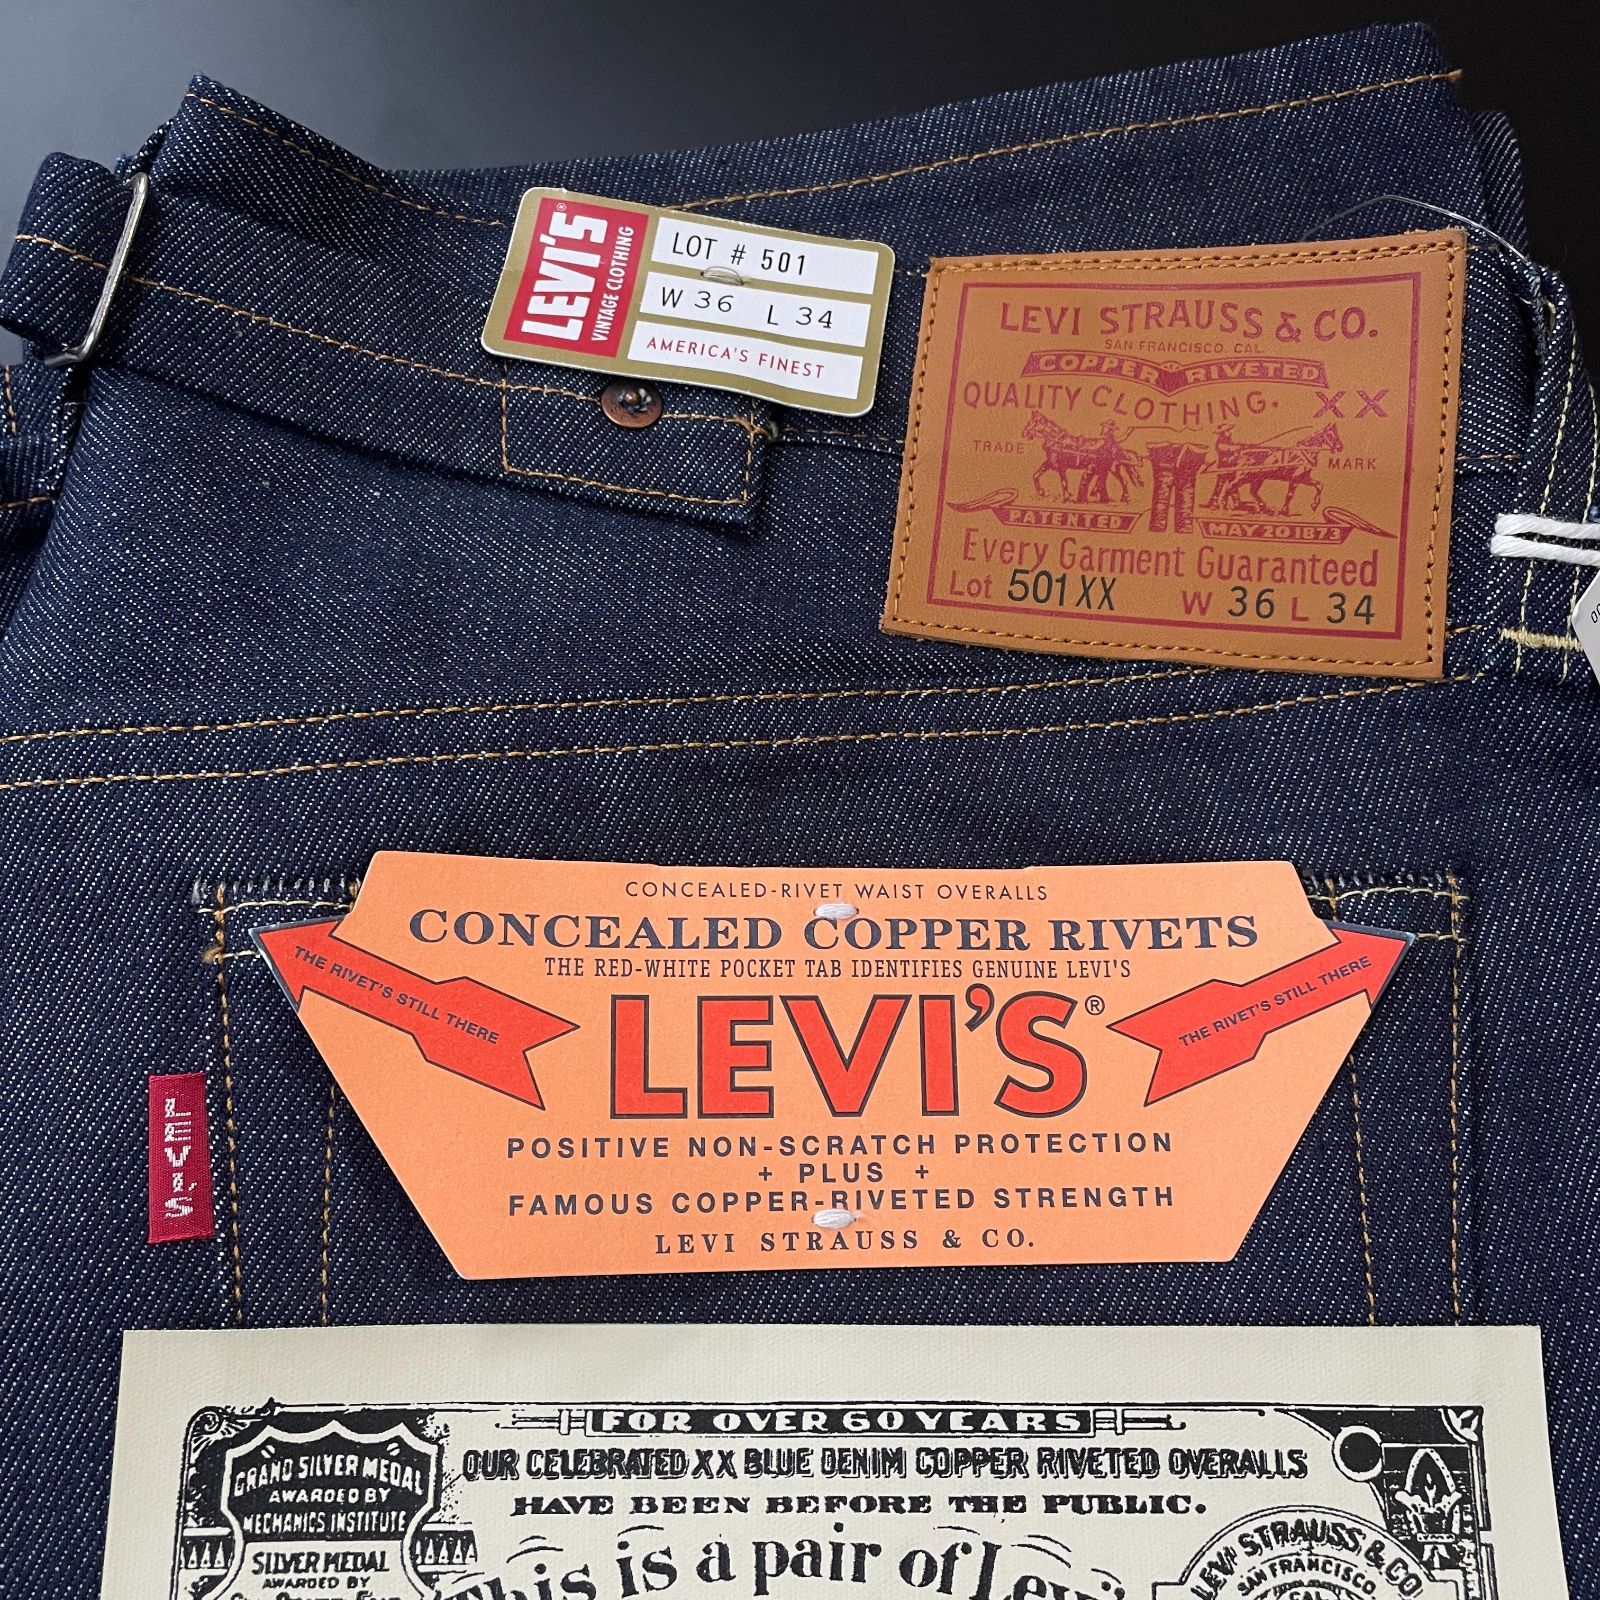 LEVI'S®
VINTAGE CLOTHING
LOT # 501
W 36 L 34
AMERICA'S FINEST
LEVI STRAUSS & CO.
SAN FRANCISCO, CAL.
COPPER RIVETED
QUALITY CLOTHING. XX
TRADE MARK
PATENTED MAY 20 1873
Every Garment Guaranteed
Lot 501XX W 36 L 34
CONCEALED-RIVET WAIST OVERALLS
CONCEALED COPPER RIVETS
THE RED-WHITE POCKET TAB IDENTIFIES GENUINE LEVI'S
THE RIVET'S STILL THERE
LEVI'S®
THE RIVET'S STILL THERE
POSITIVE NON-SCRATCH PROTECTION
+ PLUS +
FAMOUS COPPER-RIVETED STRENGTH
LEVI STRAUSS & CO.
LEVI'S
FOR OVER 60 YEARS
OUR CELEBRATED XX BLUE DENIM COPPER RIVETED OVERALLS
HAVE BEEN BEFORE THE PUBLIC.
This is a pair of Levi's
GRAND SILVER MEDAL
AWARDED BY
MECHANICS INSTITUTE
SILVER MEDAL
AWARDED BY
LEVI STRAUSS & CO
SAN FRANCISCO
CAL